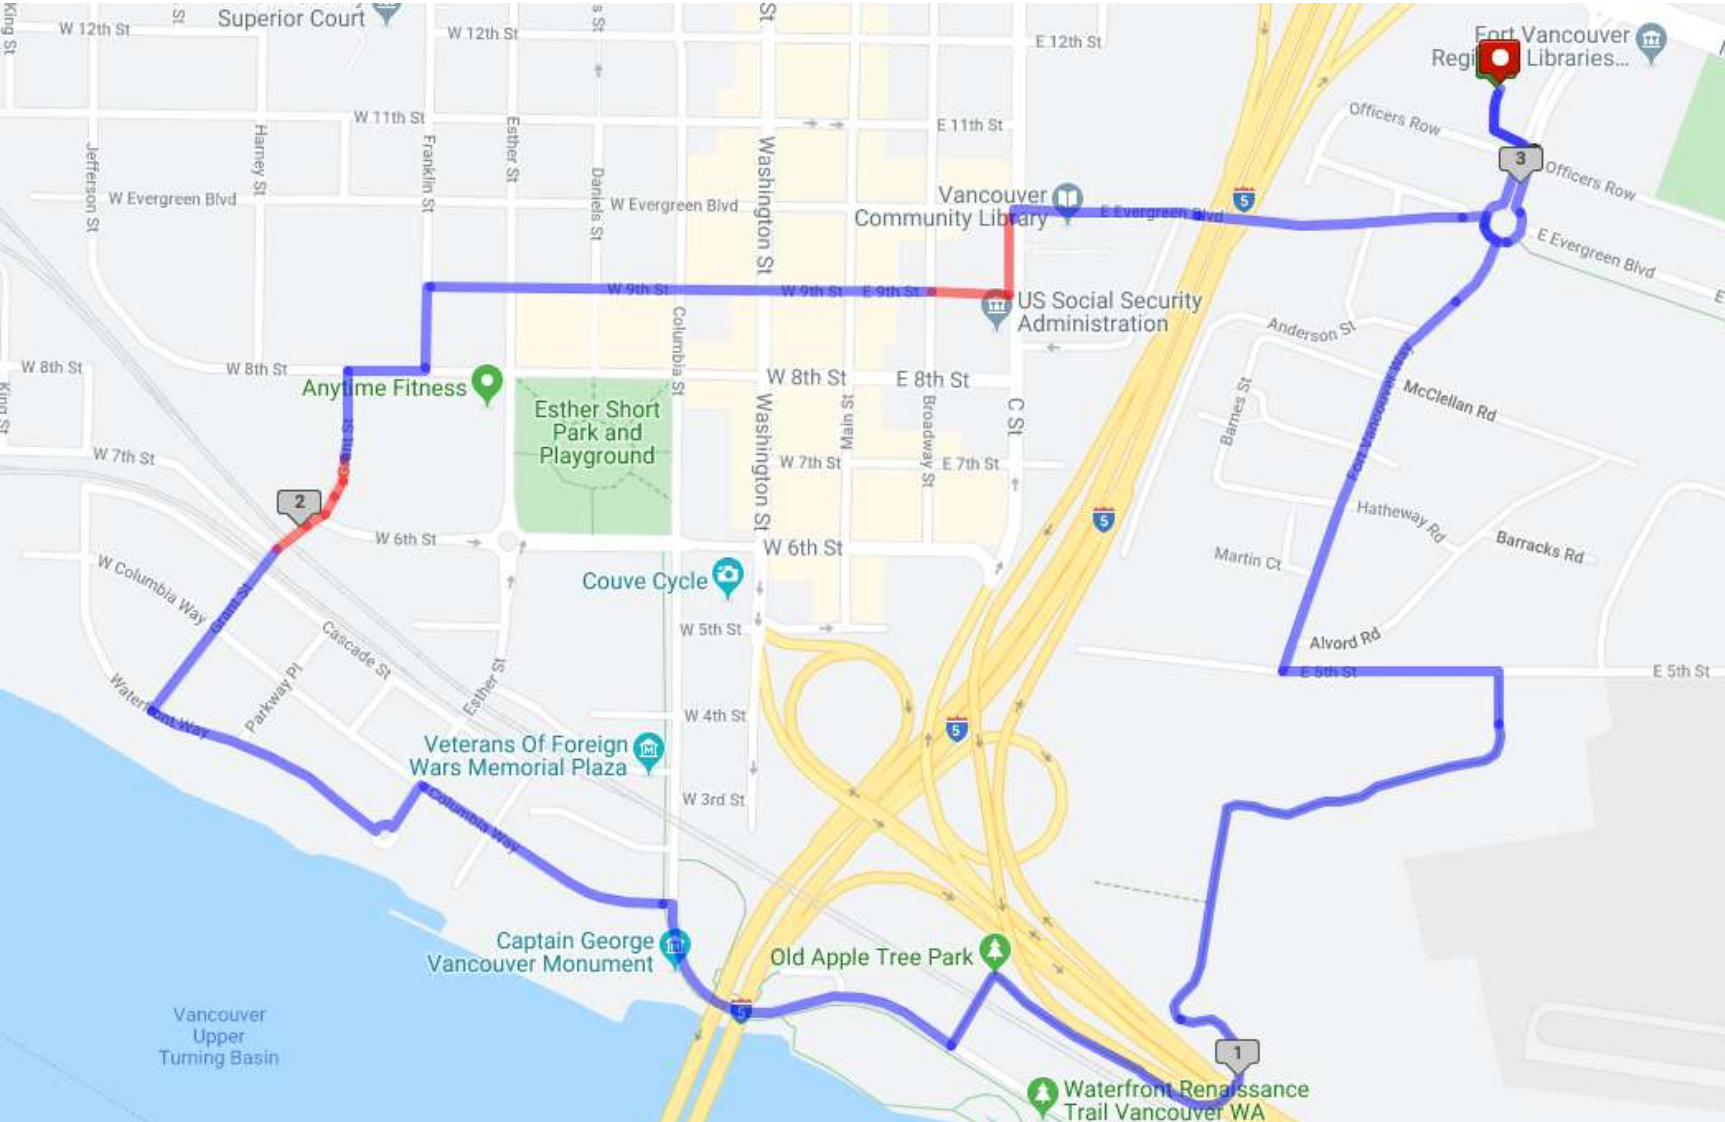 King St
St
Superior Court
s St
St
W 12th St
W 12th St
E 12th St
Fort Vancouver
Regi Libraries...
Officers Row
W 11th St
E 11th St
Jefferson St
Harney St
Franklin St
Esther St
Daniels St
Washington St
3
Officers Row
W Evergreen Blvd
W Evergreen Blvd
Vancouver
Community Library
E Evergreen Blvd
5
E Evergreen Blvd
E
W 9th St
W 9th St
E 9th St
US Social Security
Administration
Columbia St
Anderson St
W 8th St
W 8th St
Anytime Fitness
W 8th St
E 8th St
King St
Esther Short
Park and
Playground
Washington St
Main St
Broadway St
C St
Barnes St
McClellan Rd
Fort Vancouver Way
W 7th St
W 7th St
E 7th St
2
W 6th St
W 6th St
5
Hatheway Rd
Barracks Rd
Martin Ct
W Columbia Way
Grant St
Couve Cycle
Cascade St
W 5th St
Alvord Rd
E 5th St
E 5th St
Waterfront Way
Parkway Pl
Esther St
W 4th St
5
Veterans Of Foreign
Wars Memorial Plaza
W 3rd St
Columbia Way
Captain George
Vancouver Monument
Old Apple Tree Park
5
Vancouver
Upper
Turning Basin
1
Waterfront Renaissance
Trail Vancouver WA